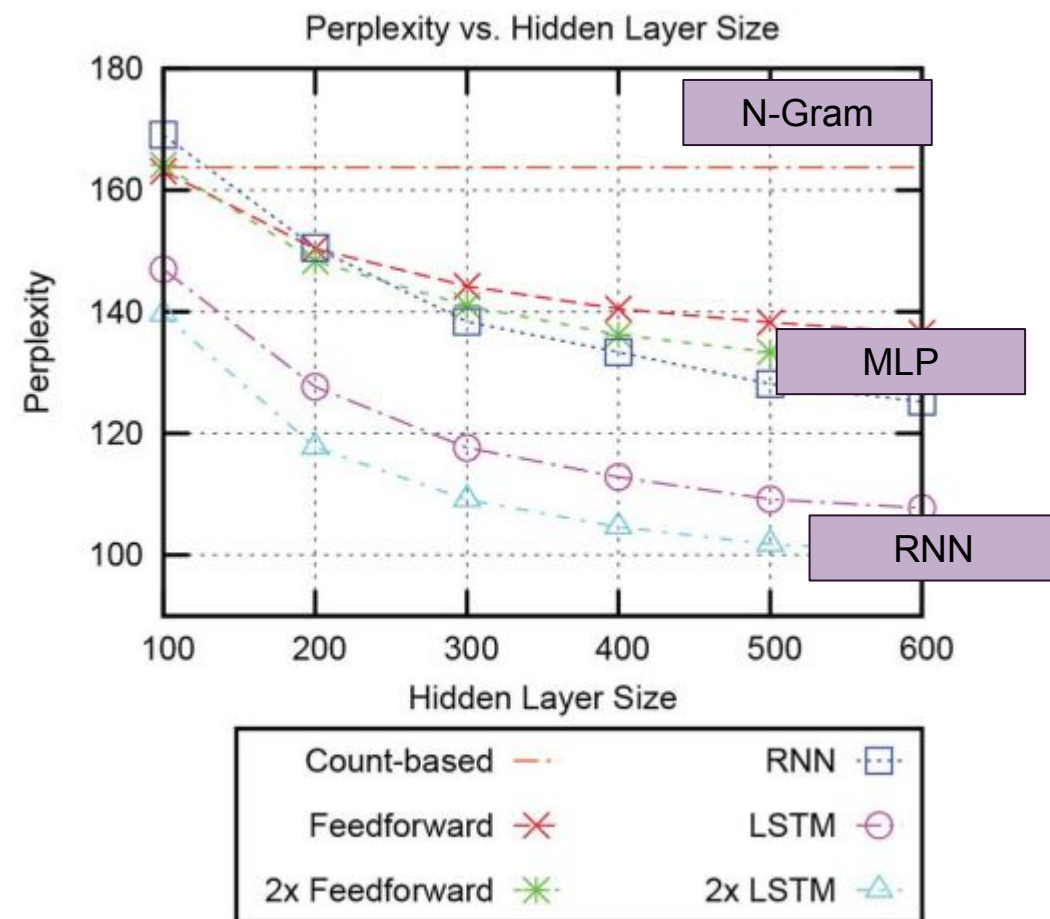 Perplexity vs. Hidden Layer Size
180
N-Gram
160
140
MLP
120
RNN
100
Perplexity
100 200 300 400 500 600
Hidden Layer Size
Count-based RNN
Feedforward LSTM
2x Feedforward 2x LSTM